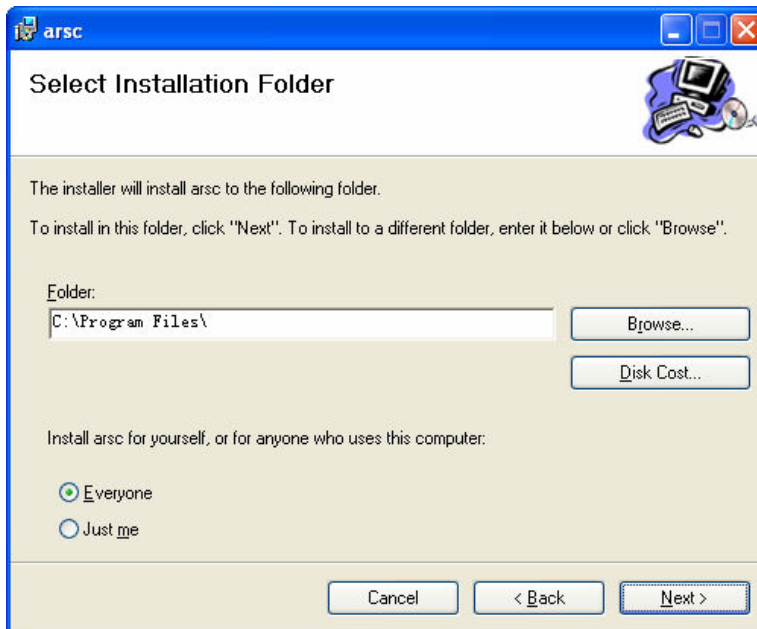 arsc
Select Installation Folder
The installer will install arsc to the following folder.
To install in this folder, click "Next". To install to a different folder, enter it below or click "Browse".
Folder:
C:\Program Files\
Browse...
Disk Cost...
Install arsc for yourself, or for anyone who uses this computer:
Everyone
Just me
Cancel
< Back
Next >